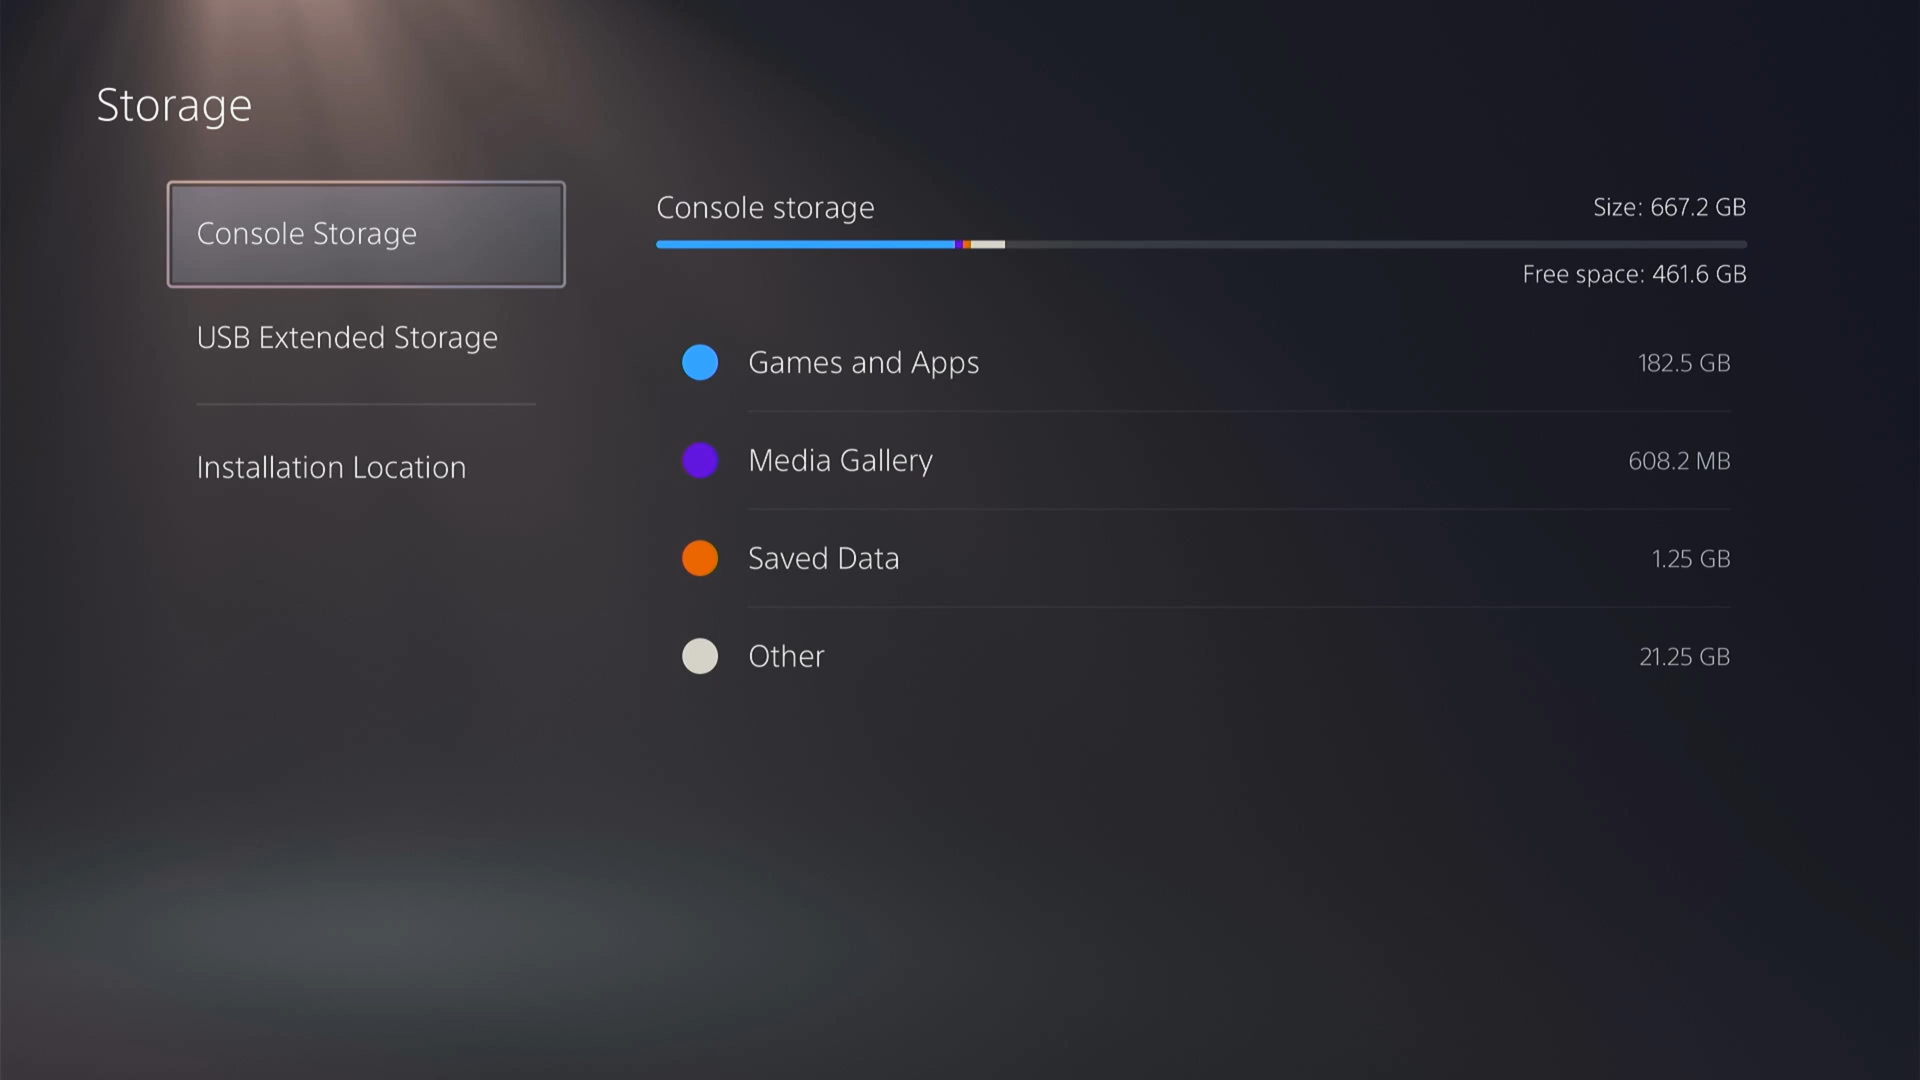 Storage
Console Storage
USB Extended Storage
Installation Location
Console storage
Size: 667.2 GB
Free space: 461.6 GB
Games and Apps
182.5 GB
Media Gallery
608.2 MB
Saved Data
1.25 GB
Other
21.25 GB